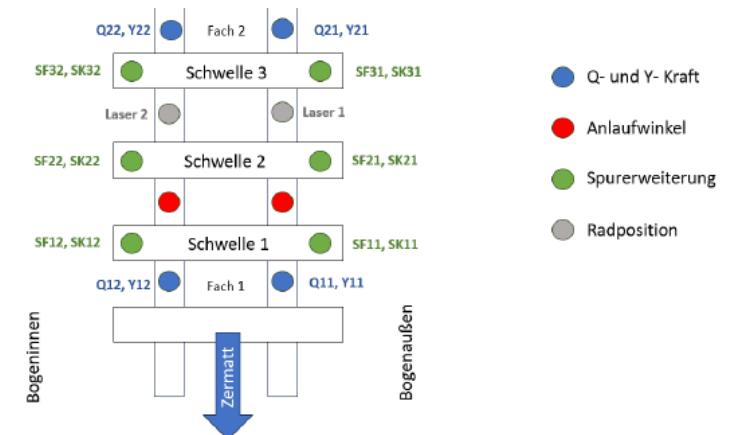 Q22, Y22 Fach 2 Q21, Y21
SF32, SK32 Schwelle 3 SF31, SK31
Q- und Y- Kraft
Laser 2 Laser 1
Anlaufwinkel
SF22, SK22 Schwelle 2 SF21, SK21
Spurerweiterung
Radposition
SF12, SK12 Schwelle 1 SF11, SK11
Q12, Y12 Fach 1 Q11, Y11
Bogeninnen
Zermatt
Bogenaußen